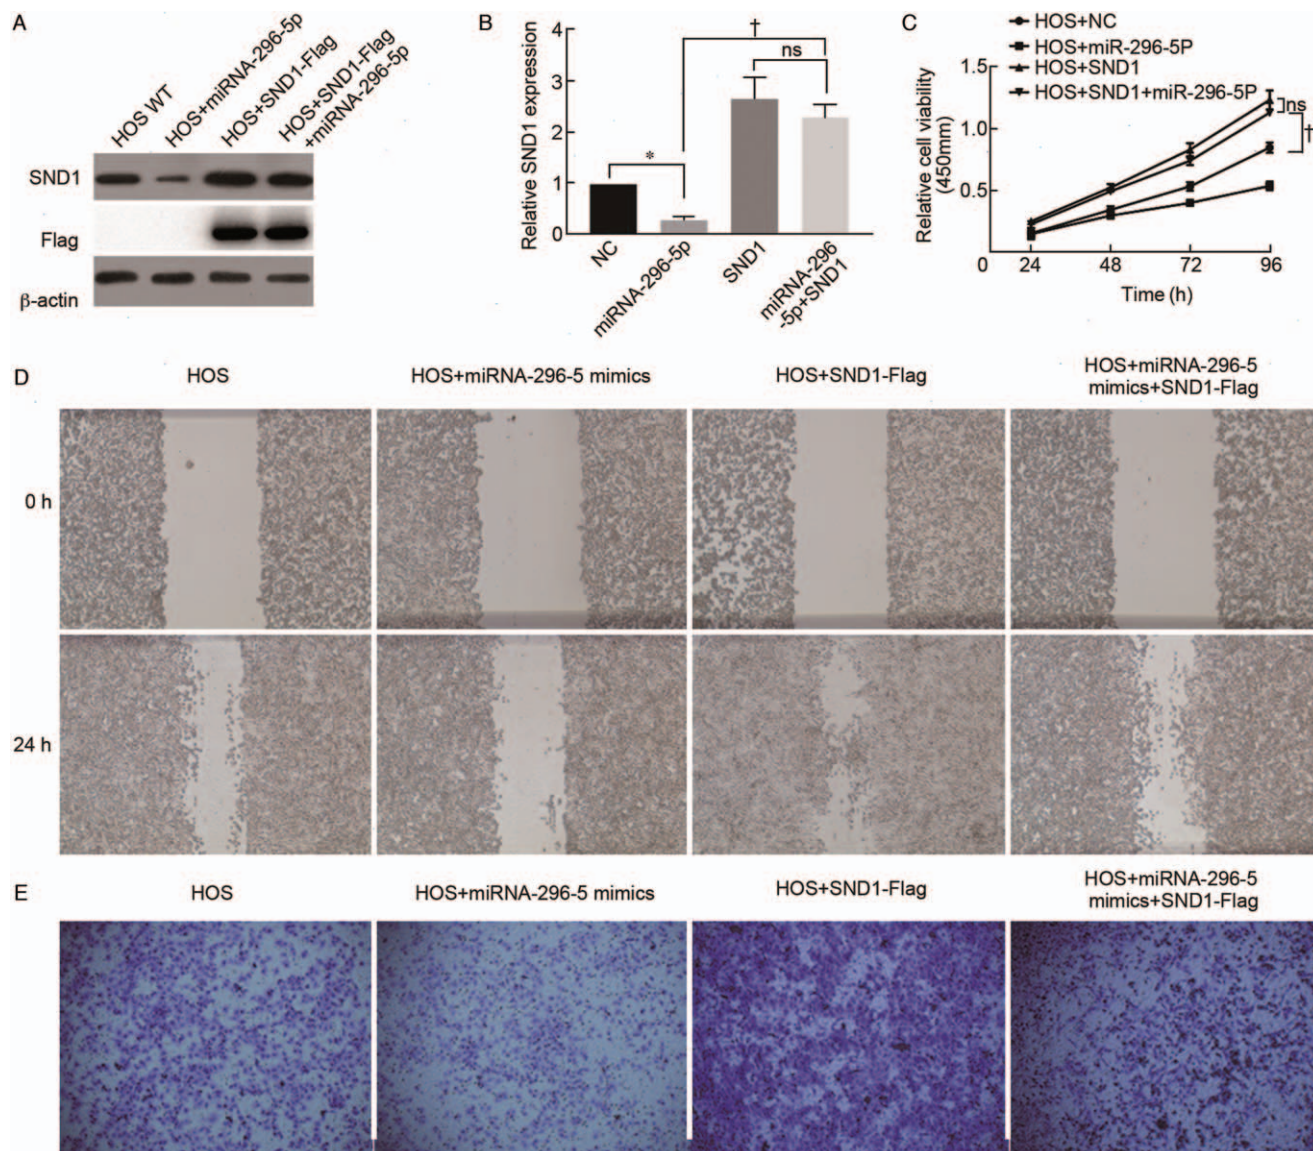 A
HOS WT
HOS+miRNA-296-5p
HOS+SND1-Flag
HOS+SND1-Flag
+miRNA-296-5p
SND1
Flag
β-actin
B
Relative SND1 expression
4
3
2
1
0
*
†
ns
NC
miRNA-296-5p
SND1
miRNA-296
-5p+SND1
C
HOS+NC
HOS+miR-296-5P
HOS+SND1
HOS+SND1+miR-296-5P
Relative cell viability
(450mm)
1.5
1.0
0.5
0
24
48
72
96
Time (h)
ns
†
D
HOS
HOS+miRNA-296-5 mimics
HOS+SND1-Flag
HOS+miRNA-296-5
mimics+SND1-Flag
0 h
24 h
E
HOS
HOS+miRNA-296-5 mimics
HOS+SND1-Flag
HOS+miRNA-296-5
mimics+SND1-Flag